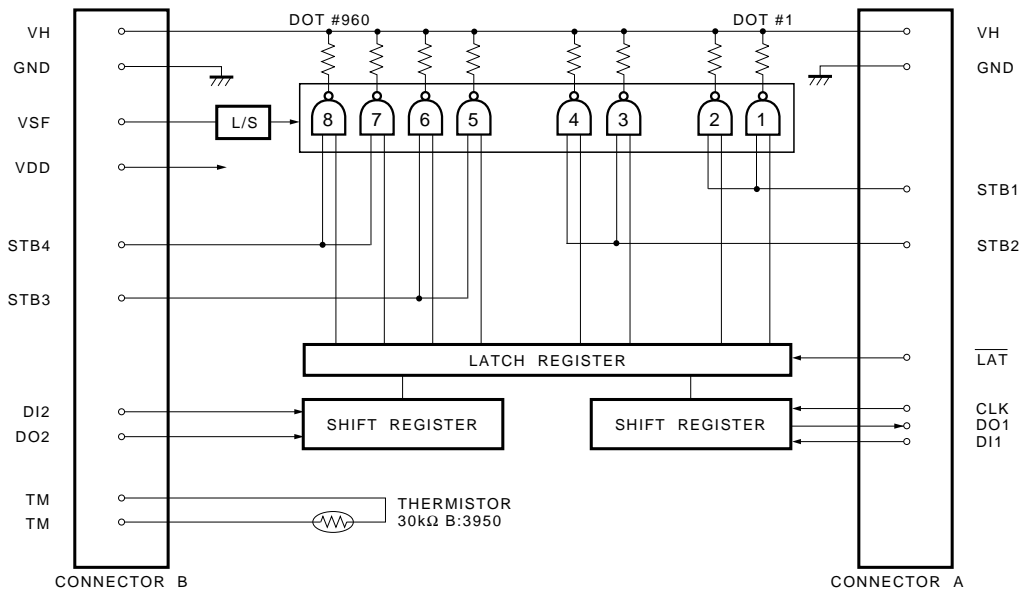 DOT #960
DOT #1
VH
VH
GND
GND
8
7
6
5
4
3
2
1
VSF
L/S
VDD
STB1
STB4
STB2
STB3
LATCH REGISTER
LAT
DI2
CLK
SHIFT REGISTER
SHIFT REGISTER
DO1
DO2
DI1
TM
THERMISTOR
30kΩ B:3950
TM
CONNECTOR B
CONNECTOR A